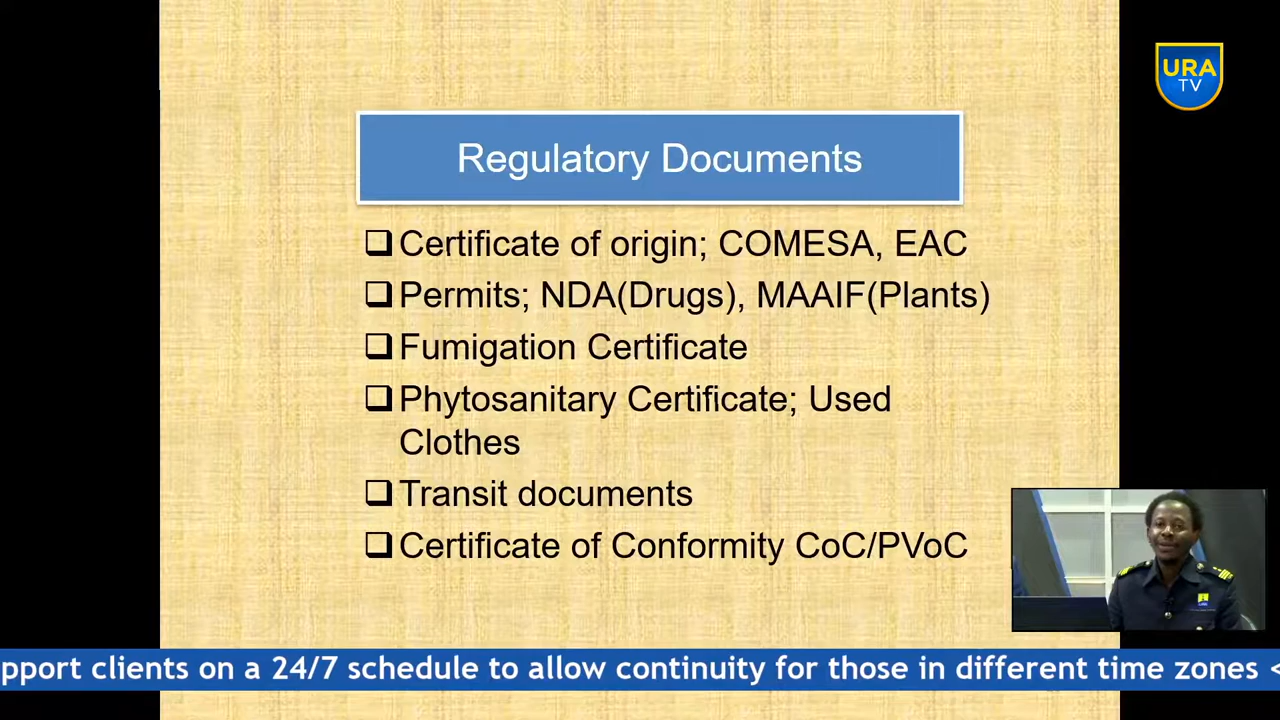 URA
TV
Regulatory Documents
Certificate of origin; COMESA, EAC
Permits; NDA(Drugs), MAAIF(Plants)
Fumigation Certificate
Phytosanitary Certificate; Used
Clothes
Transit documents
Certificate of Conformity CoC/PVoC
pport clients on a 24/7 schedule to allow continuity for those in different time zones <